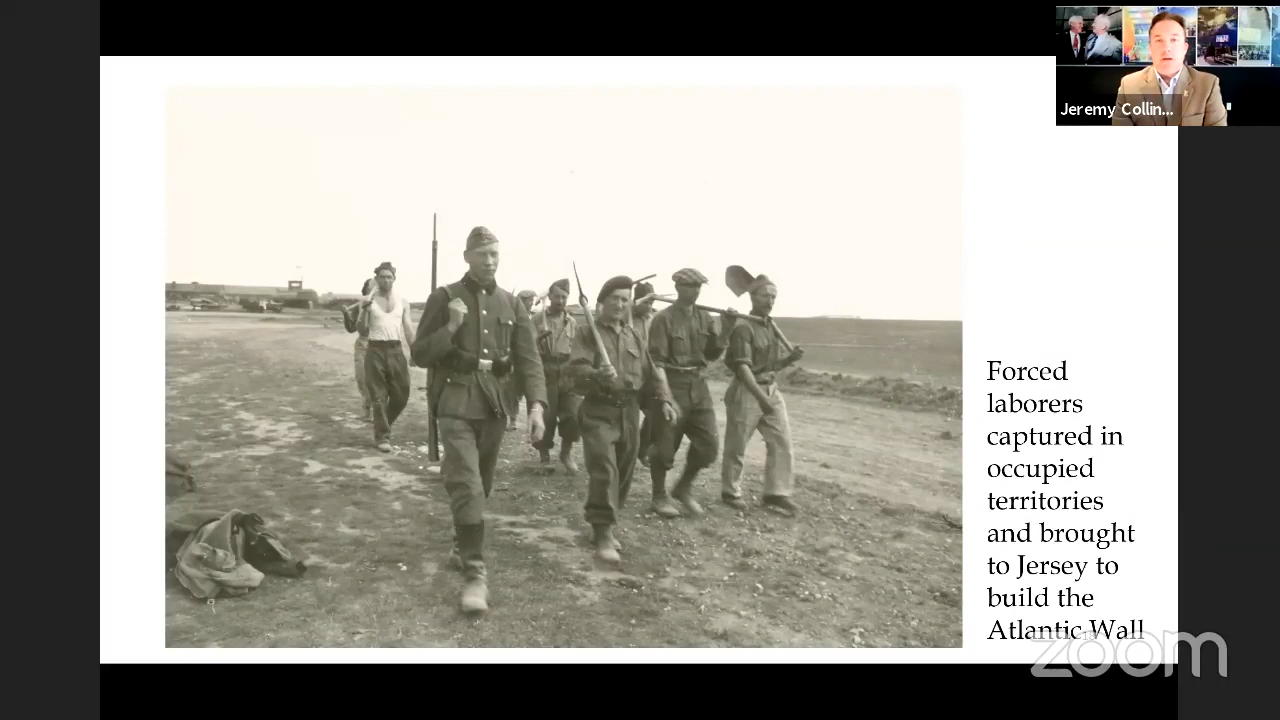 Jeremy Collin...
Forced
laborers
captured in
occupied
territories
and brought
to Jersey to
build the
Atlantic Wall
zoom